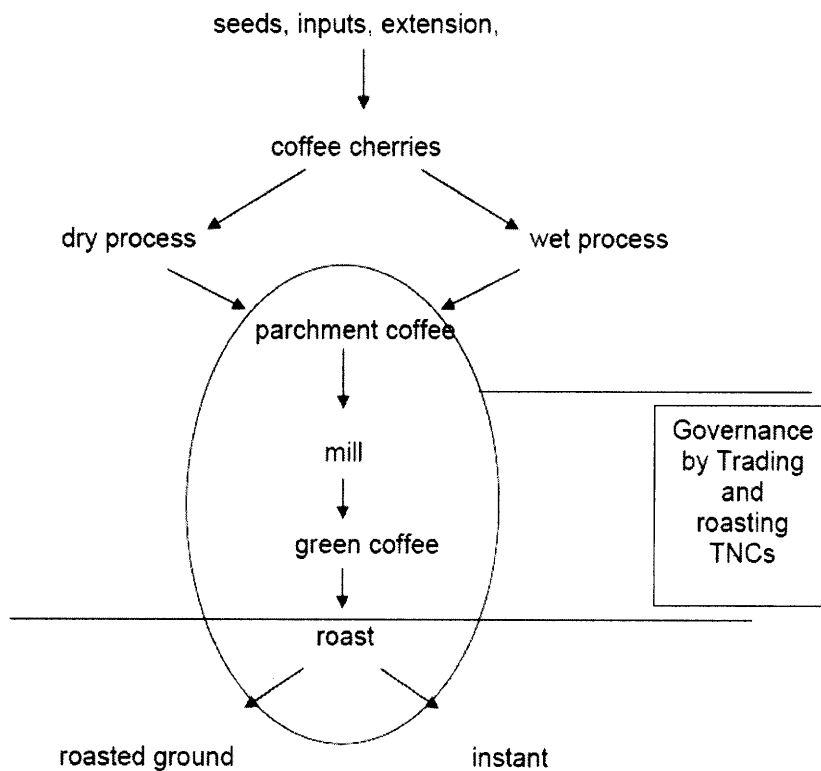 seeds, inputs, extension,
coffee cherries
dry process
wet process
parchment coffee
mill
green coffee
roast
roasted ground
instant
Governance
by Trading
and
roasting
TNCs